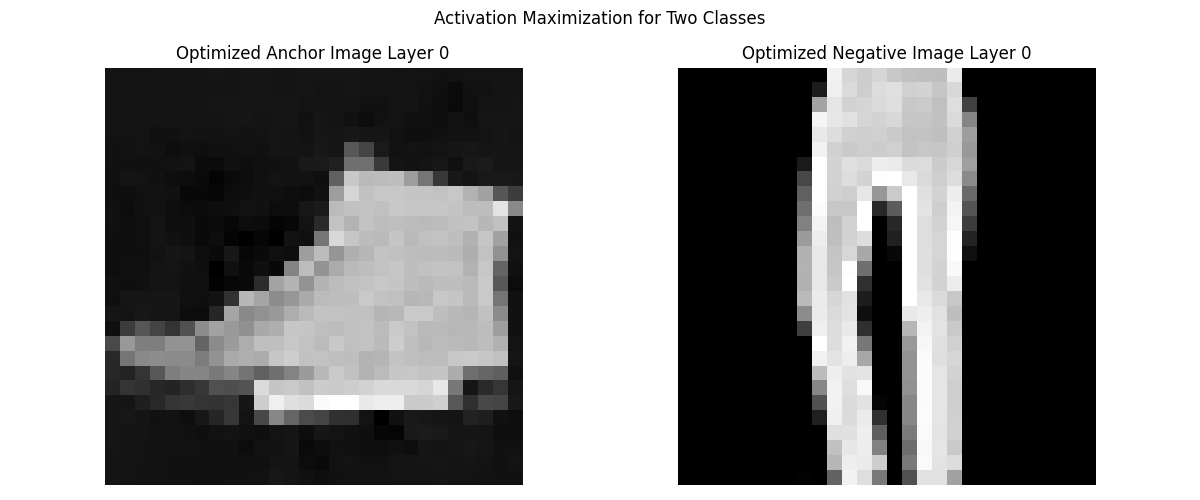 Activation Maximization for Two Classes
Optimized Anchor Image Layer 0
Optimized Negative Image Layer 0